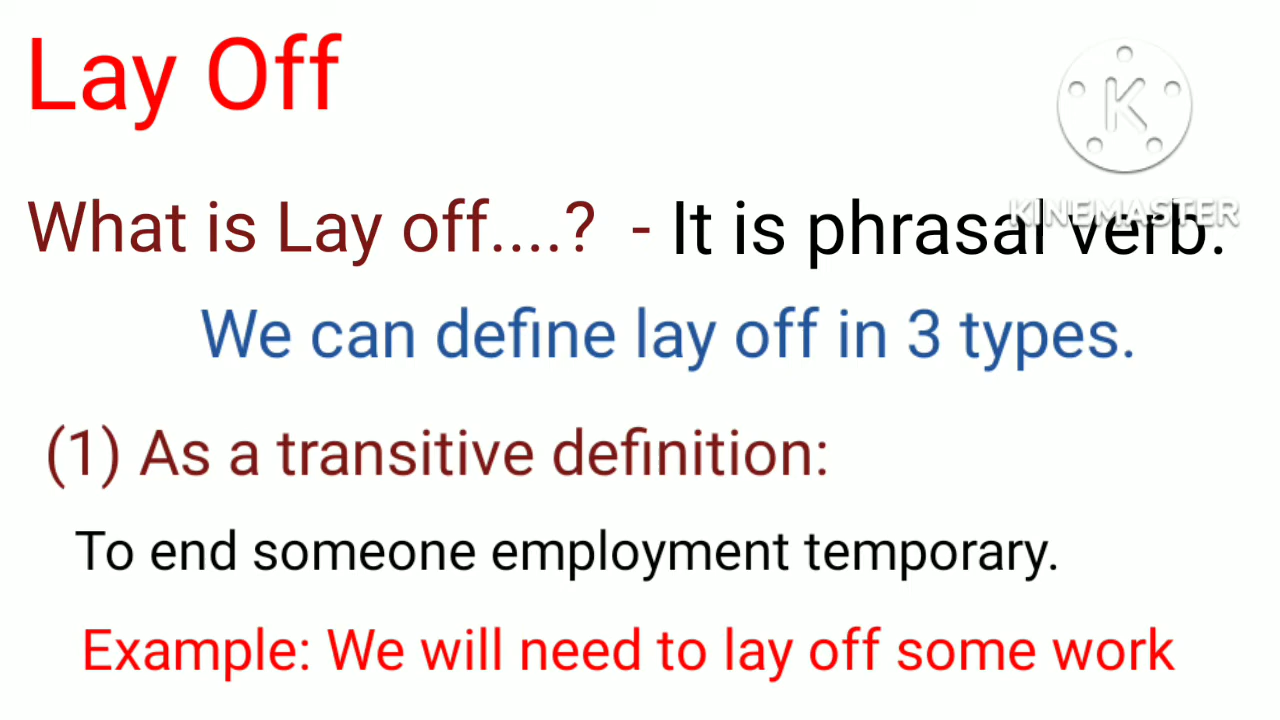 Lay Off
K
KINEMASTER
What is Lay off....? - It is phrasal verb.
We can define lay off in 3 types.
(1) As a transitive definition:
To end someone employment temporary.
Example: We will need to lay off some work